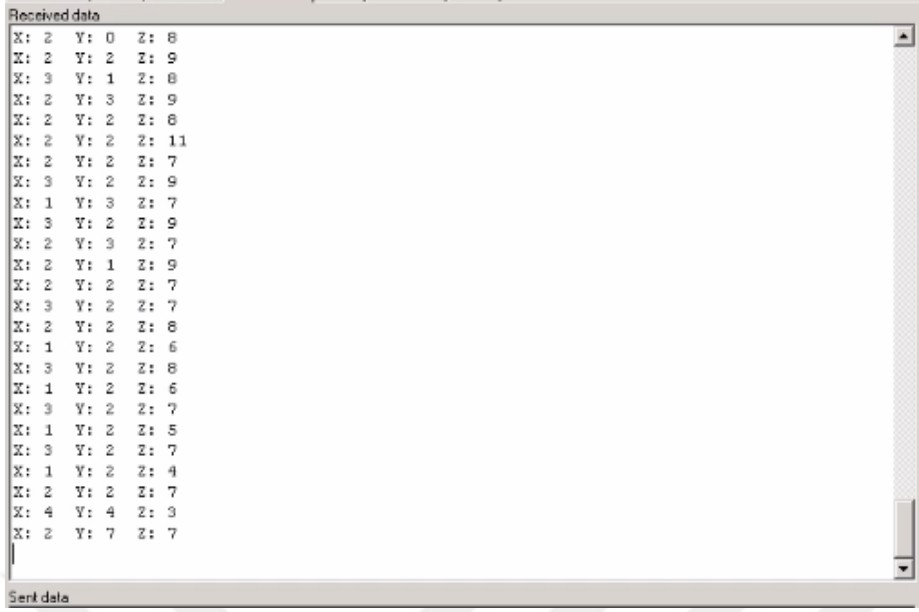 Received data
X: 2 Y: 0 Z: 8
X: 2 Y: 2 Z: 9
X: 3 Y: 1 Z: 8
X: 2 Y: 3 Z: 9
X: 2 Y: 2 Z: 8
X: 2 Y: 2 Z: 11
X: 2 Y: 2 Z: 7
X: 3 Y: 2 Z: 9
X: 1 Y: 3 Z: 7
X: 3 Y: 2 Z: 9
X: 2 Y: 3 Z: 7
X: 2 Y: 1 Z: 9
X: 2 Y: 2 Z: 7
X: 3 Y: 2 Z: 7
X: 2 Y: 2 Z: 8
X: 1 Y: 2 Z: 6
X: 3 Y: 2 Z: 8
X: 1 Y: 2 Z: 6
X: 3 Y: 2 Z: 7
X: 1 Y: 2 Z: 5
X: 3 Y: 2 Z: 7
X: 1 Y: 2 Z: 4
X: 2 Y: 2 Z: 7
X: 4 Y: 4 Z: 3
X: 2 Y: 7 Z: 7
Sent data